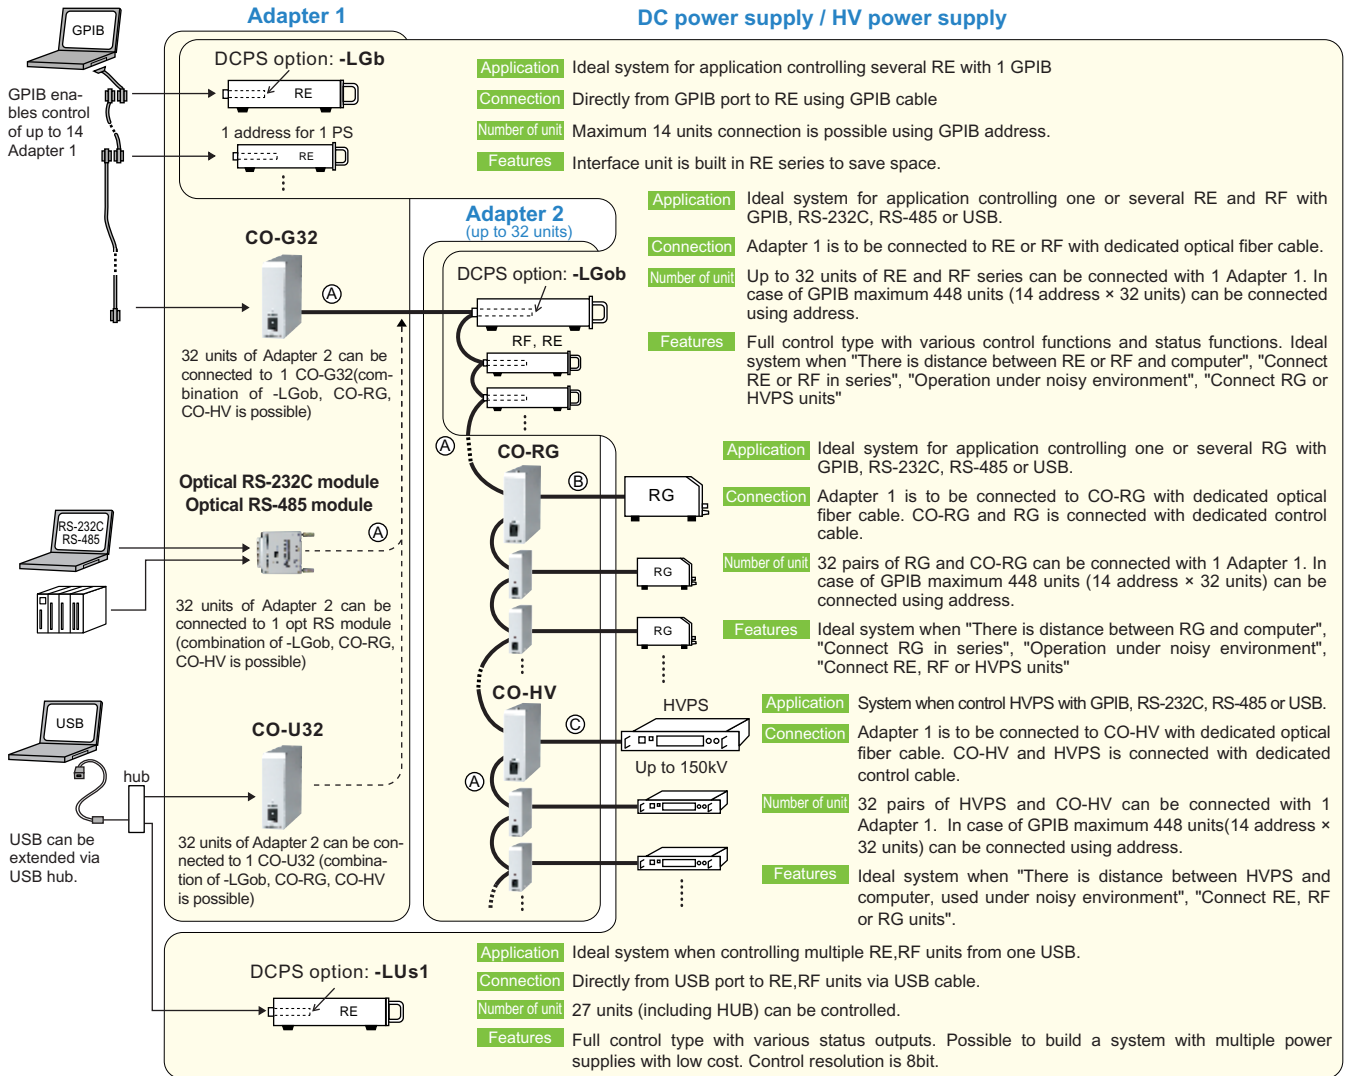 Adapter 1
DC power supply / HV power supply
GPIB
GPIB ena-
bles control
of up to 14
Adapter 1
DCPS option: -LGb
RE
1 address for 1 PS
RE
Application Ideal system for application controlling several RE with 1 GPIB
Connection Directly from GPIB port to RE using GPIB cable
Number of unit Maximum 14 units connection is possible using GPIB address.
Features Interface unit is built in RE series to save space.
Adapter 2
(up to 32 units)
CO-G32
A
32 units of Adapter 2 can be
connected to 1 CO-G32(com-
bination of -LGob, CO-RG,
CO-HV is possible)
DCPS option: -LGob
RF, RE
Application Ideal system for application controlling one or several RE and RF with
GPIB, RS-232C, RS-485 or USB.
Connection Adapter 1 is to be connected to RE or RF with dedicated optical fiber cable.
Number of unit Up to 32 units of RE and RF series can be connected with 1 Adapter 1. In
case of GPIB maximum 448 units (14 address × 32 units) can be connected
using address.
Features Full control type with various control functions and status functions. Ideal
system when "There is distance between RE or RF and computer", "Connect
RE or RF in series", "Operation under noisy environment", "Connect RG or
HVPS units"
A
CO-RG
B
RG
RG
RG
Application Ideal system for application controlling one or several RG with
GPIB, RS-232C, RS-485 or USB.
Connection Adapter 1 is to be connected to CO-RG with dedicated optical
fiber cable. CO-RG and RG is connected with dedicated control
cable.
Number of unit 32 pairs of RG and CO-RG can be connected with 1 Adapter 1. In
case of GPIB maximum 448 units (14 address × 32 units) can be
connected using address.
Features Ideal system when "There is distance between RG and computer",
"Connect RG in series", "Operation under noisy environment",
"Connect RE, RF or HVPS units"
Optical RS-232C module
Optical RS-485 module
RS-232C
RS-485
A
32 units of Adapter 2 can be
connected to 1 opt RS module
(combination of -LGob, CO-RG,
CO-HV is possible)
CO-HV
C
A
HVPS
Up to 150kV
Application System when control HVPS with GPIB, RS-232C, RS-485 or USB.
Connection Adapter 1 is to be connected to CO-HV with dedicated optical
fiber cable. CO-HV and HVPS is connected with dedicated
control cable.
Number of unit 32 pairs of HVPS and CO-HV can be connected with 1
Adapter 1. In case of GPIB maximum 448 units(14 address ×
32 units) can be connected using address.
Features Ideal system when "There is distance between HVPS and
computer, used under noisy environment", "Connect RE, RF
or RG units".
USB
hub
USB can be
extended via
USB hub.
CO-U32
32 units of Adapter 2 can be con-
nected to 1 CO-U32 (combina-
tion of -LGob, CO-RG, CO-HV
is possible)
DCPS option: -LUs1
RE
Application Ideal system when controlling multiple RE,RF units from one USB.
Connection Directly from USB port to RE,RF units via USB cable.
Number of unit 27 units (including HUB) can be controlled.
Features Full control type with various status outputs. Possible to build a system with multiple power
supplies with low cost. Control resolution is 8bit.